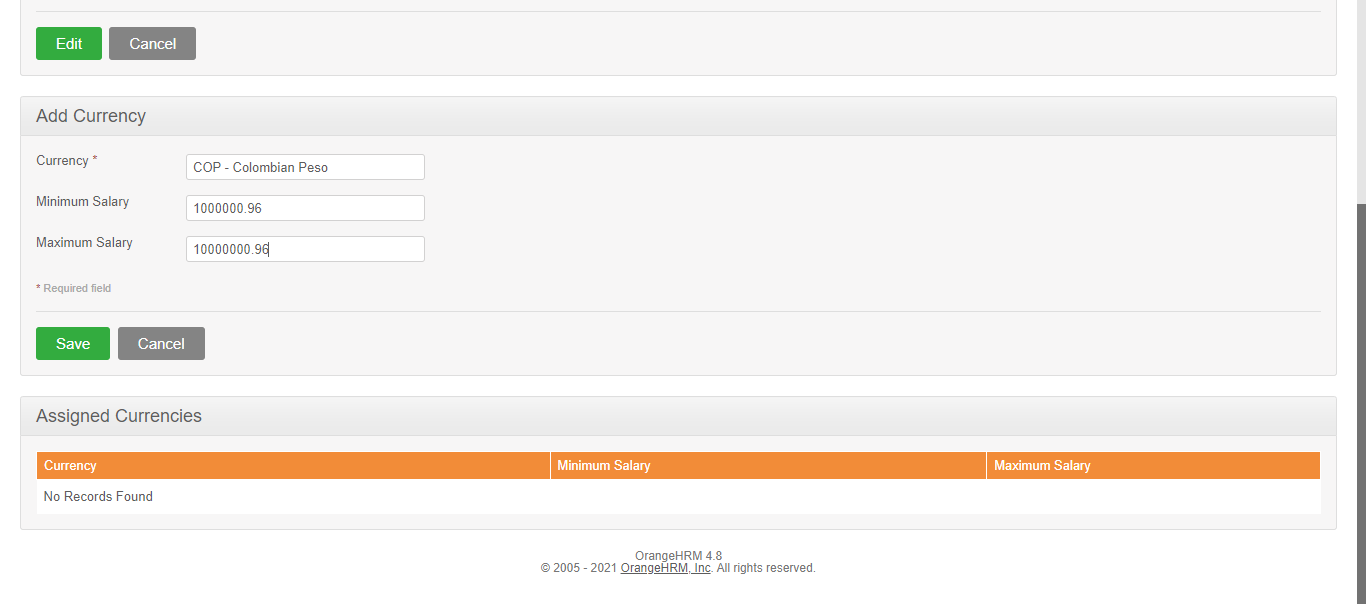 Edit Cancel
Add Currency
Currency * COP - Colombian Peso
Minimum Salary 1000000.96
Maximum Salary 10000000.96
* Required field
Save Cancel
Assigned Currencies
Currency Minimum Salary Maximum Salary
No Records Found
OrangeHRM 4.8
© 2005 - 2021 OrangeHRM, Inc. All rights reserved.